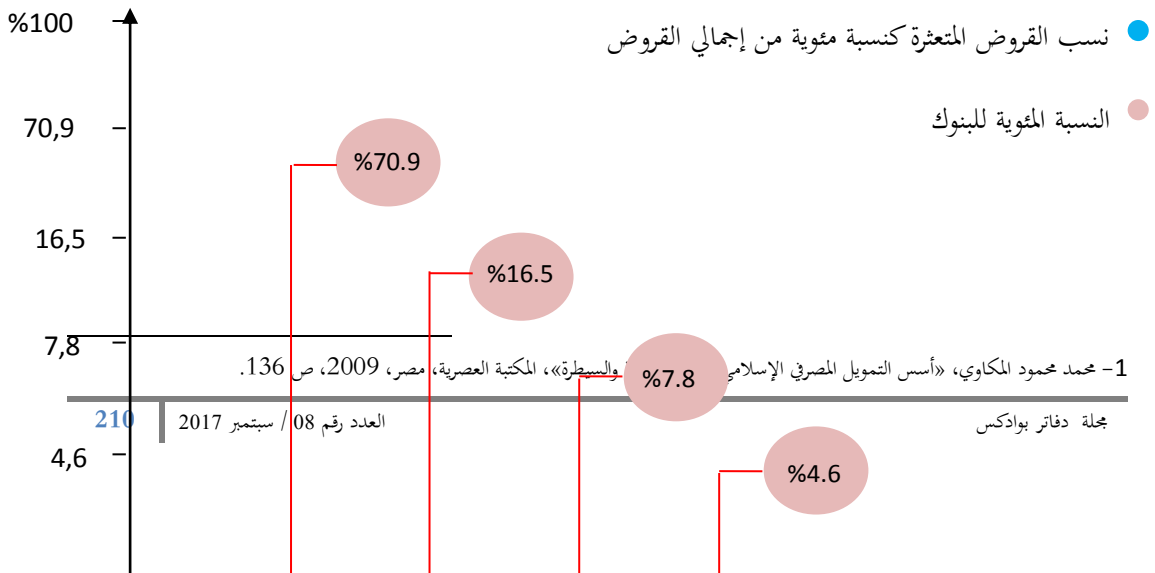 %100
نسب القروض المتعثرة كنسبة مئوية من إجمالي القروض
النسبة المئوية للبنوك
70,9
%70.9
16,5
%16.5
7,8
%7.8
1- محمد محمود المكاوي، «أسس التمويل المصرفي الإسلامي والسيطرة»، المكتبة العصرية، مصر، 2009، ص 136.
مجلة دفاتر بوادكس
العدد رقم 08 / سبتمبر 2017
210
4,6
%4.6